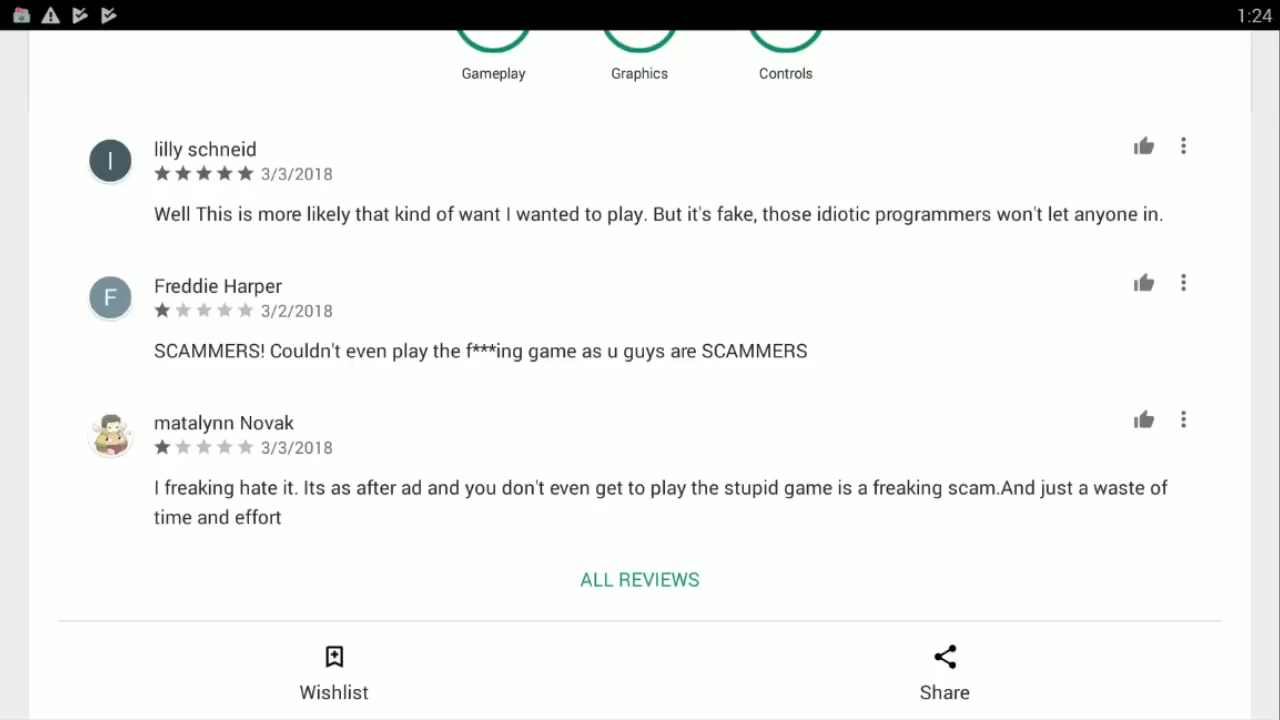 1:24
Gameplay
Graphics
Controls
l
lilly schneid
3/3/2018
Well This is more likely that kind of want I wanted to play. But it's fake, those idiotic programmers won't let anyone in.
F
Freddie Harper
3/2/2018
SCAMMERS! Couldn't even play the f***ing game as u guys are SCAMMERS
matalynn Novak
3/3/2018
I freaking hate it. Its as after ad and you don't even get to play the stupid game is a freaking scam.And just a waste of
time and effort
ALL REVIEWS
Wishlist
Share